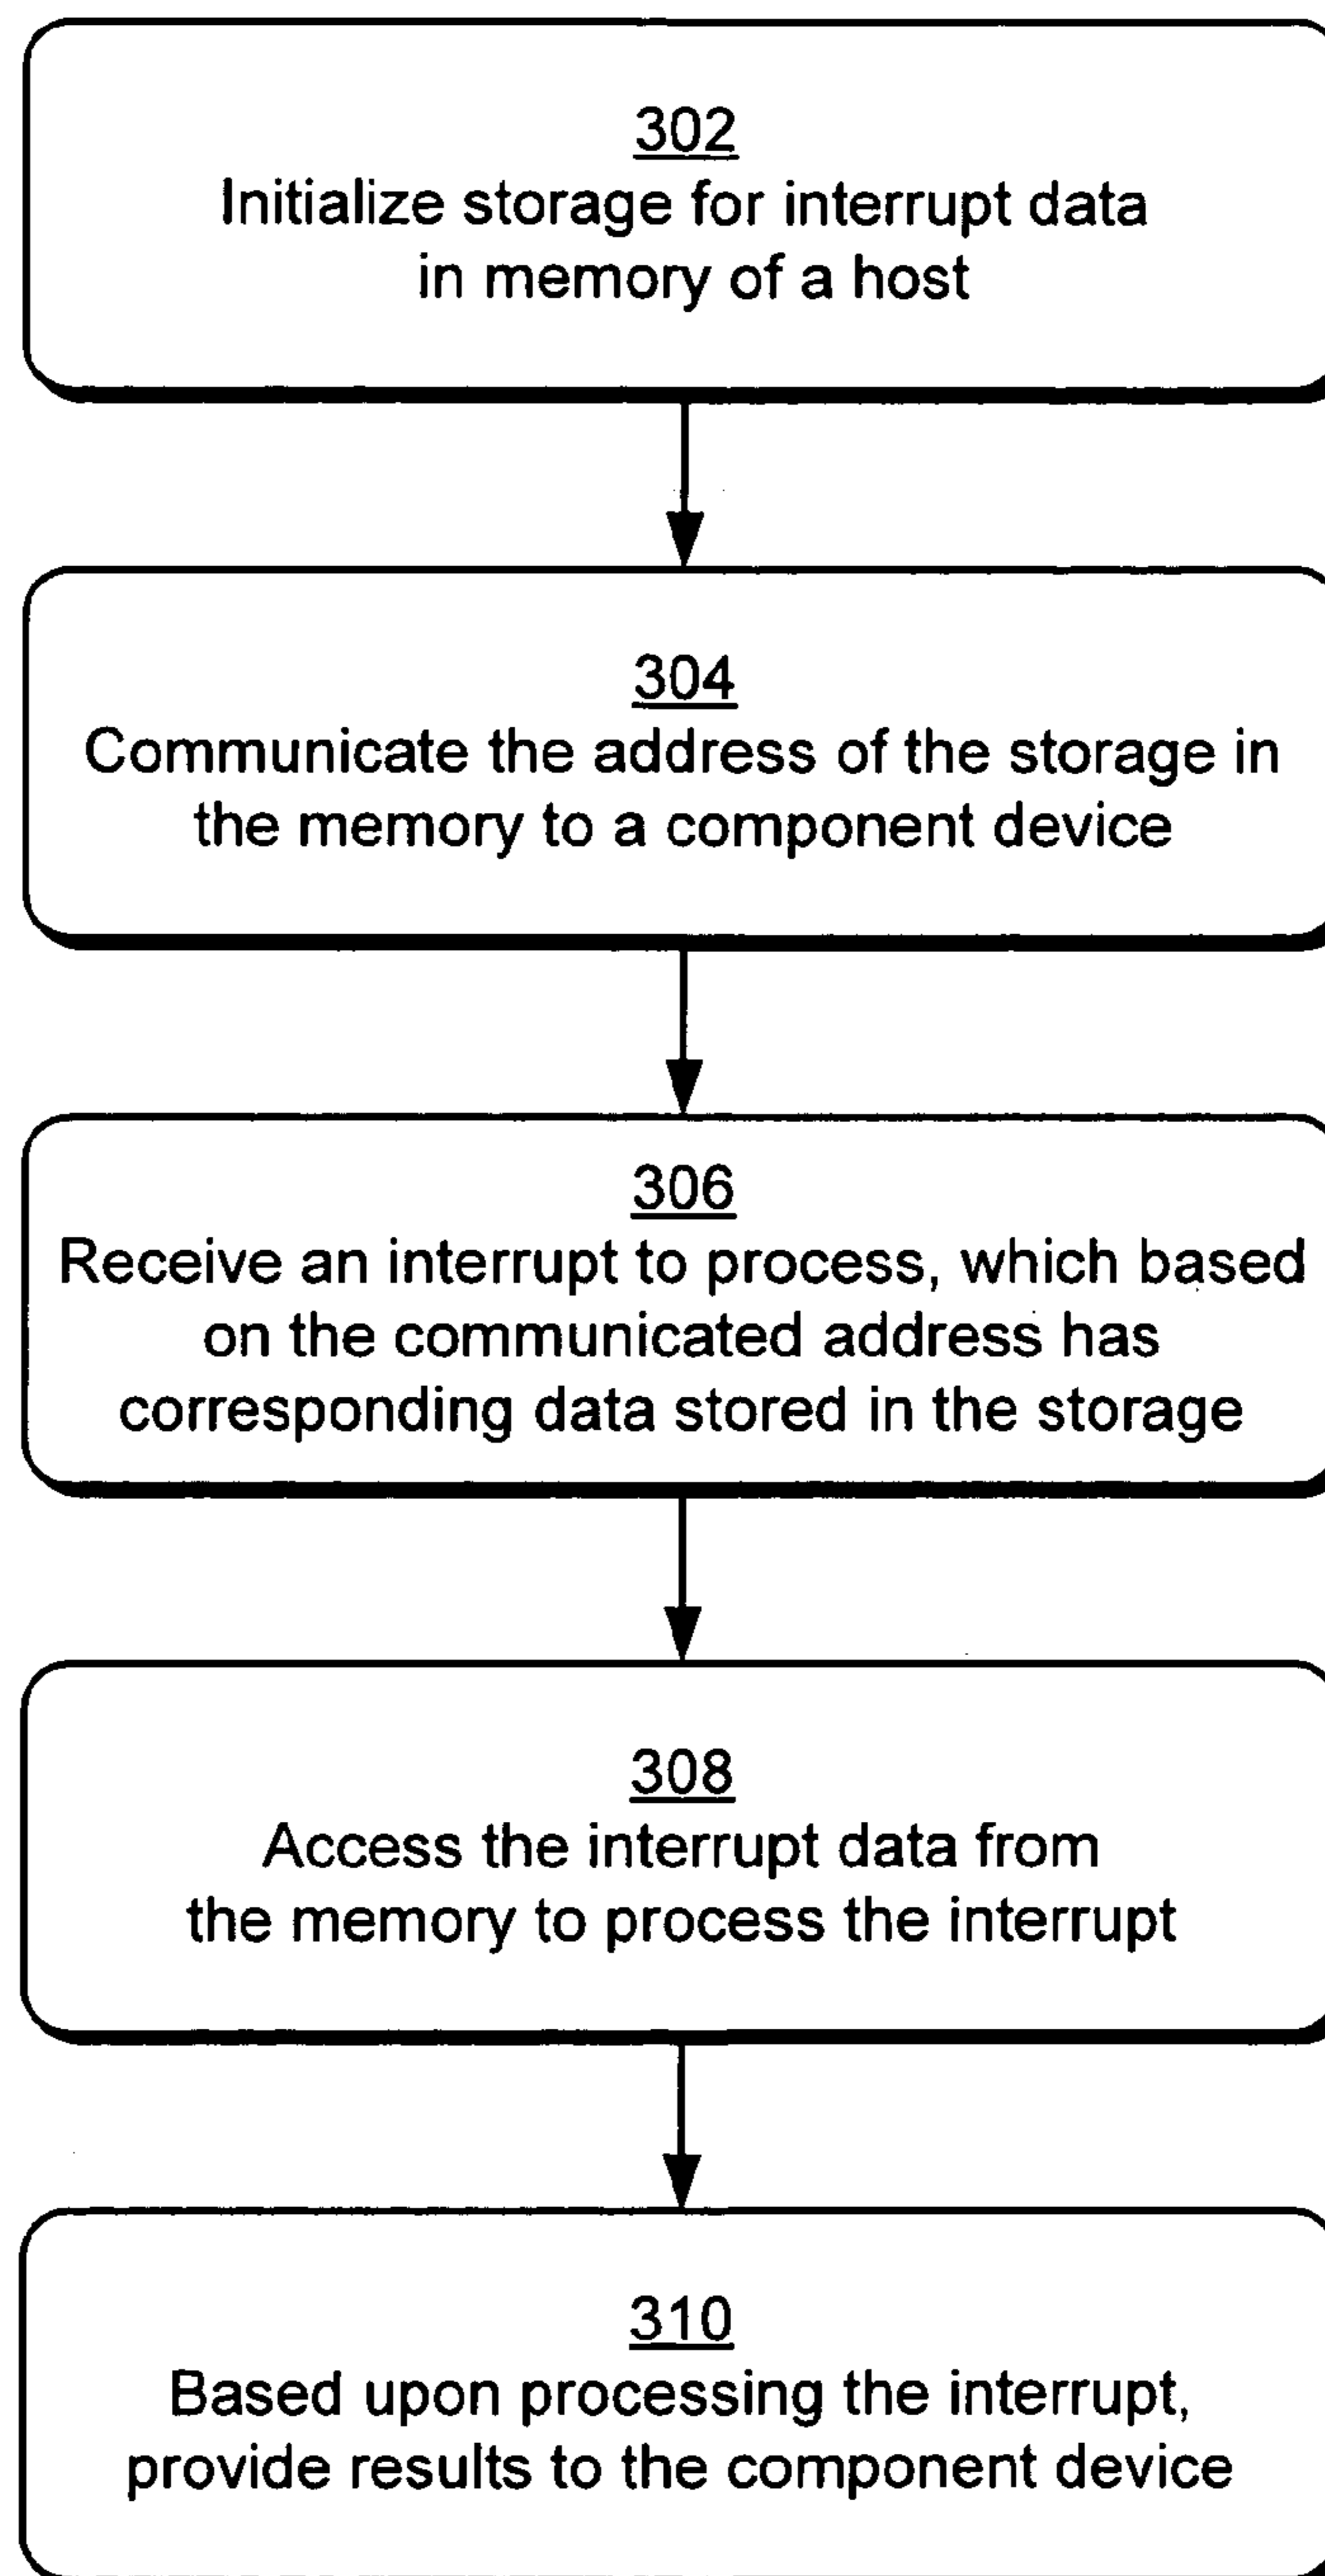 302
Initialize storage for interrupt data
in memory of a host
304
Communicate the address of the storage in
the memory to a component device
306
Receive an interrupt to process, which based
on the communicated address has
corresponding data stored in the storage
308
Access the interrupt data from
the memory to process the interrupt
310
Based upon processing the interrupt,
provide results to the component device